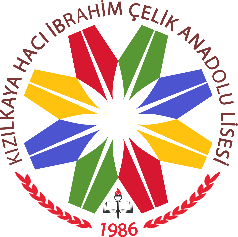 KIZILKAYA HACI İBRAHİM ÇELİK ANADOLU LİSESİ
1986